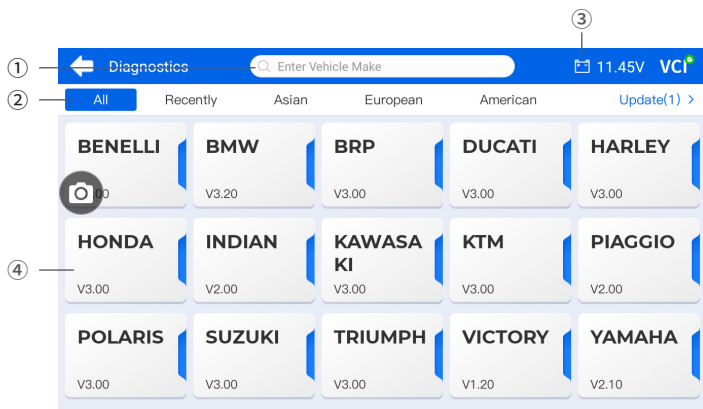 ③
① Diagnostics Enter Vehicle Make 11.45V VCI
② All Recently Asian European American Update(1) >
BENELLI BMW BRP DUCATI HARLEY
V3.20 V3.00 V3.00 V3.00
④ HONDA INDIAN KAWASA KTM PIAGGIO
KI
V3.00 V2.00 V3.00 V3.00 V2.00
POLARIS SUZUKI TRIUMPH VICTORY YAMAHA
V3.00 V3.00 V3.00 V1.20 V2.10